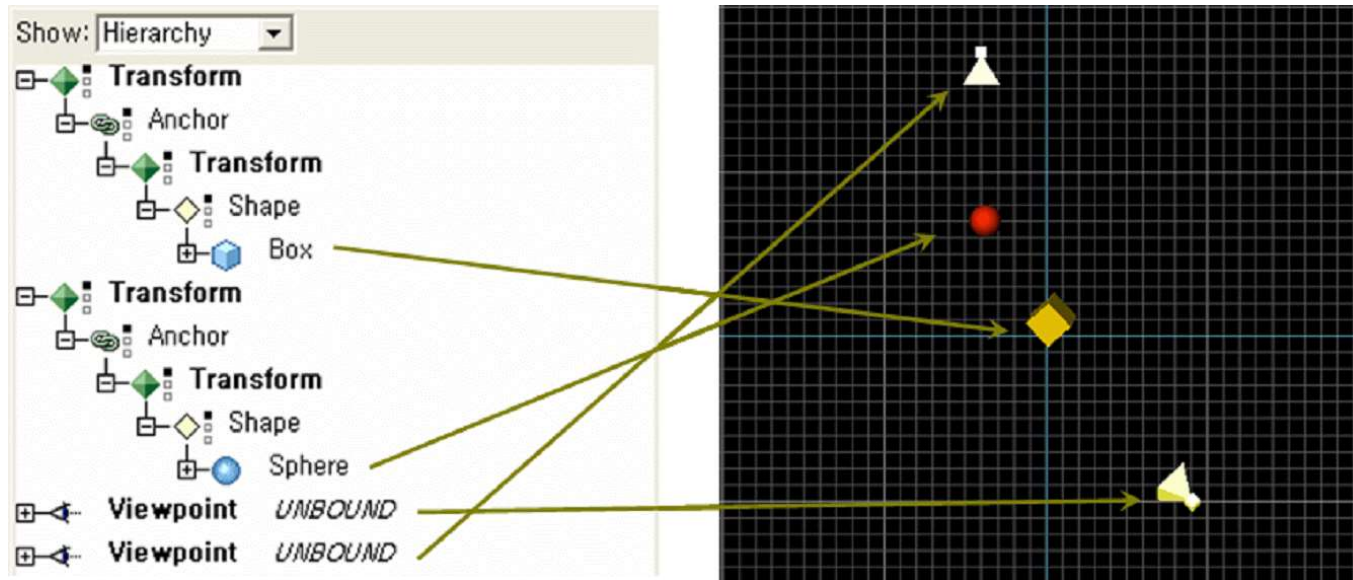 Show: Hierarchy
Transform
Anchor
Transform
Shape
Box
Transform
Anchor
Transform
Shape
Sphere
Viewpoint UNBOUND
Viewpoint UNBOUND